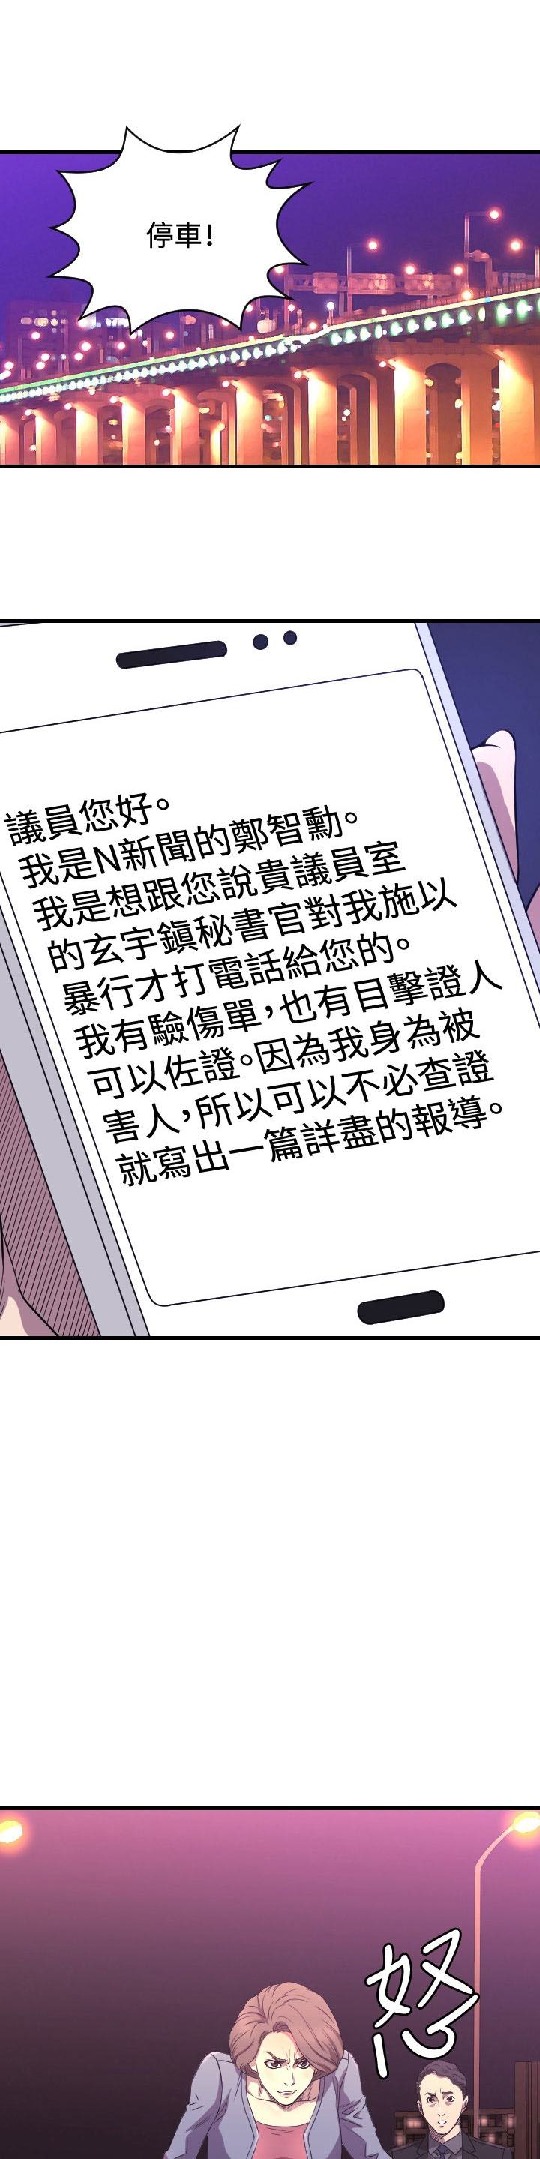 停車!
議員您好。
我是N新聞的鄭智勳。
我是想跟您說貴議員室
的玄宇鎮秘書官對我施以
暴行才打電話給您的。
我有驗傷單,也有目擊證人
可以佐證。因為我身為被
害人,所以可以不必查證
就寫出一篇詳盡的報導。
怒